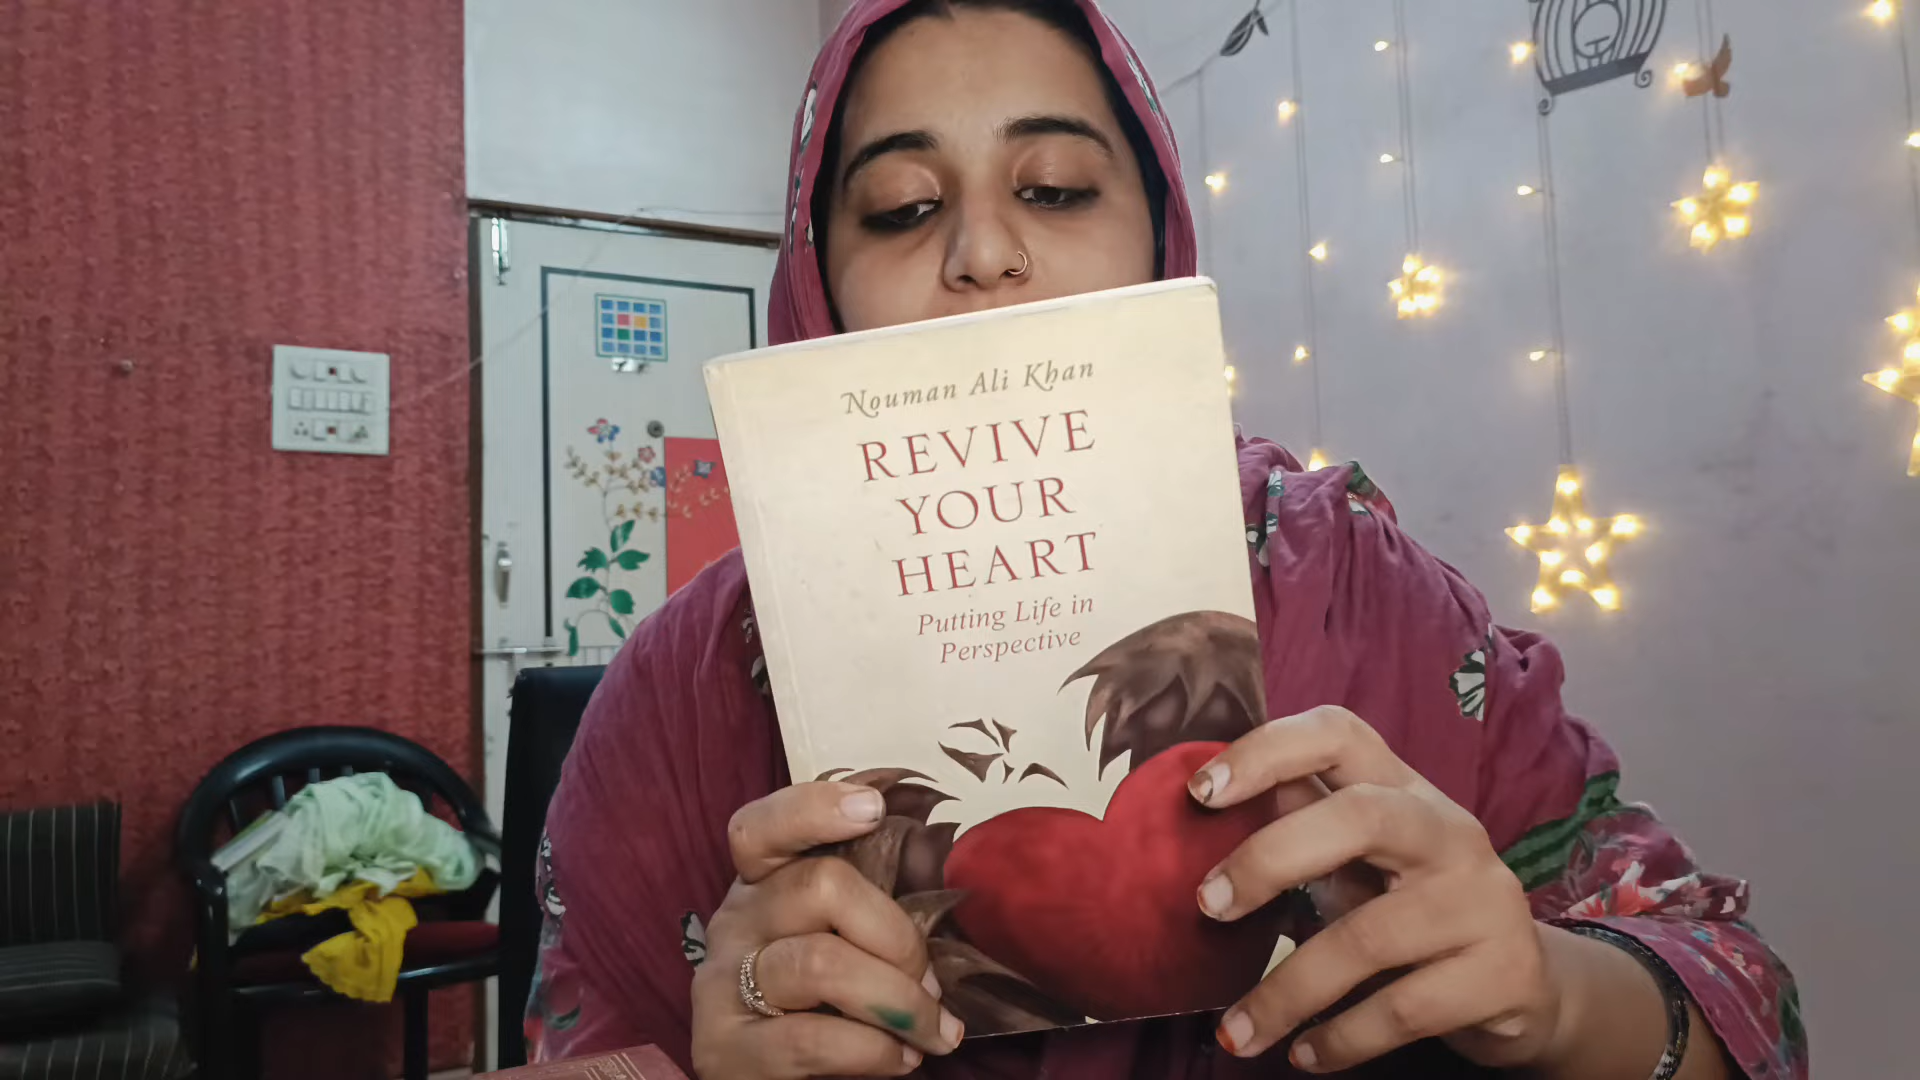 Nouman Ali Khan
REVIVE
YOUR
HEART
Putting Life in
Perspective